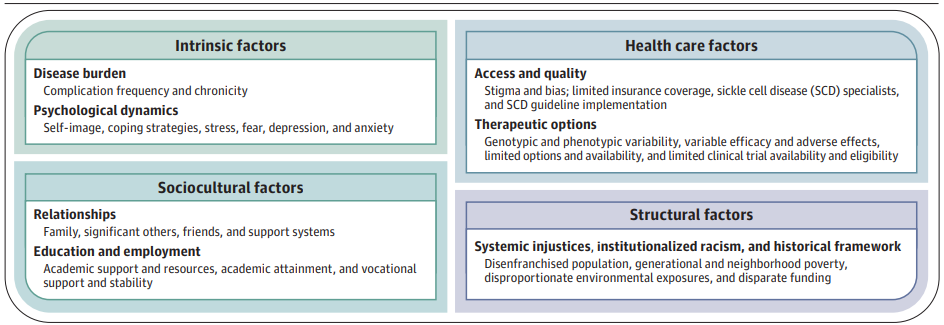 Intrinsic factors
Disease burden
Complication frequency and chronicity
Psychological dynamics
Self-image, coping strategies, stress, fear, depression, and anxiety
Sociocultural factors
Relationships
Family, significant others, friends, and support systems
Education and employment
Academic support and resources, academic attainment, and vocational
support and stability
Health care factors
Access and quality
Stigma and bias; limited insurance coverage, sickle cell disease (SCD) specialists,
and SCD guideline implementation
Therapeutic options
Genotypic and phenotypic variability, variable efficacy and adverse effects,
limited options and availability, and limited clinical trial availability and eligibility
Structural factors
Systemic injustices, institutionalized racism, and historical framework
Disenfranchised population, generational and neighborhood poverty,
disproportionate environmental exposures, and disparate funding